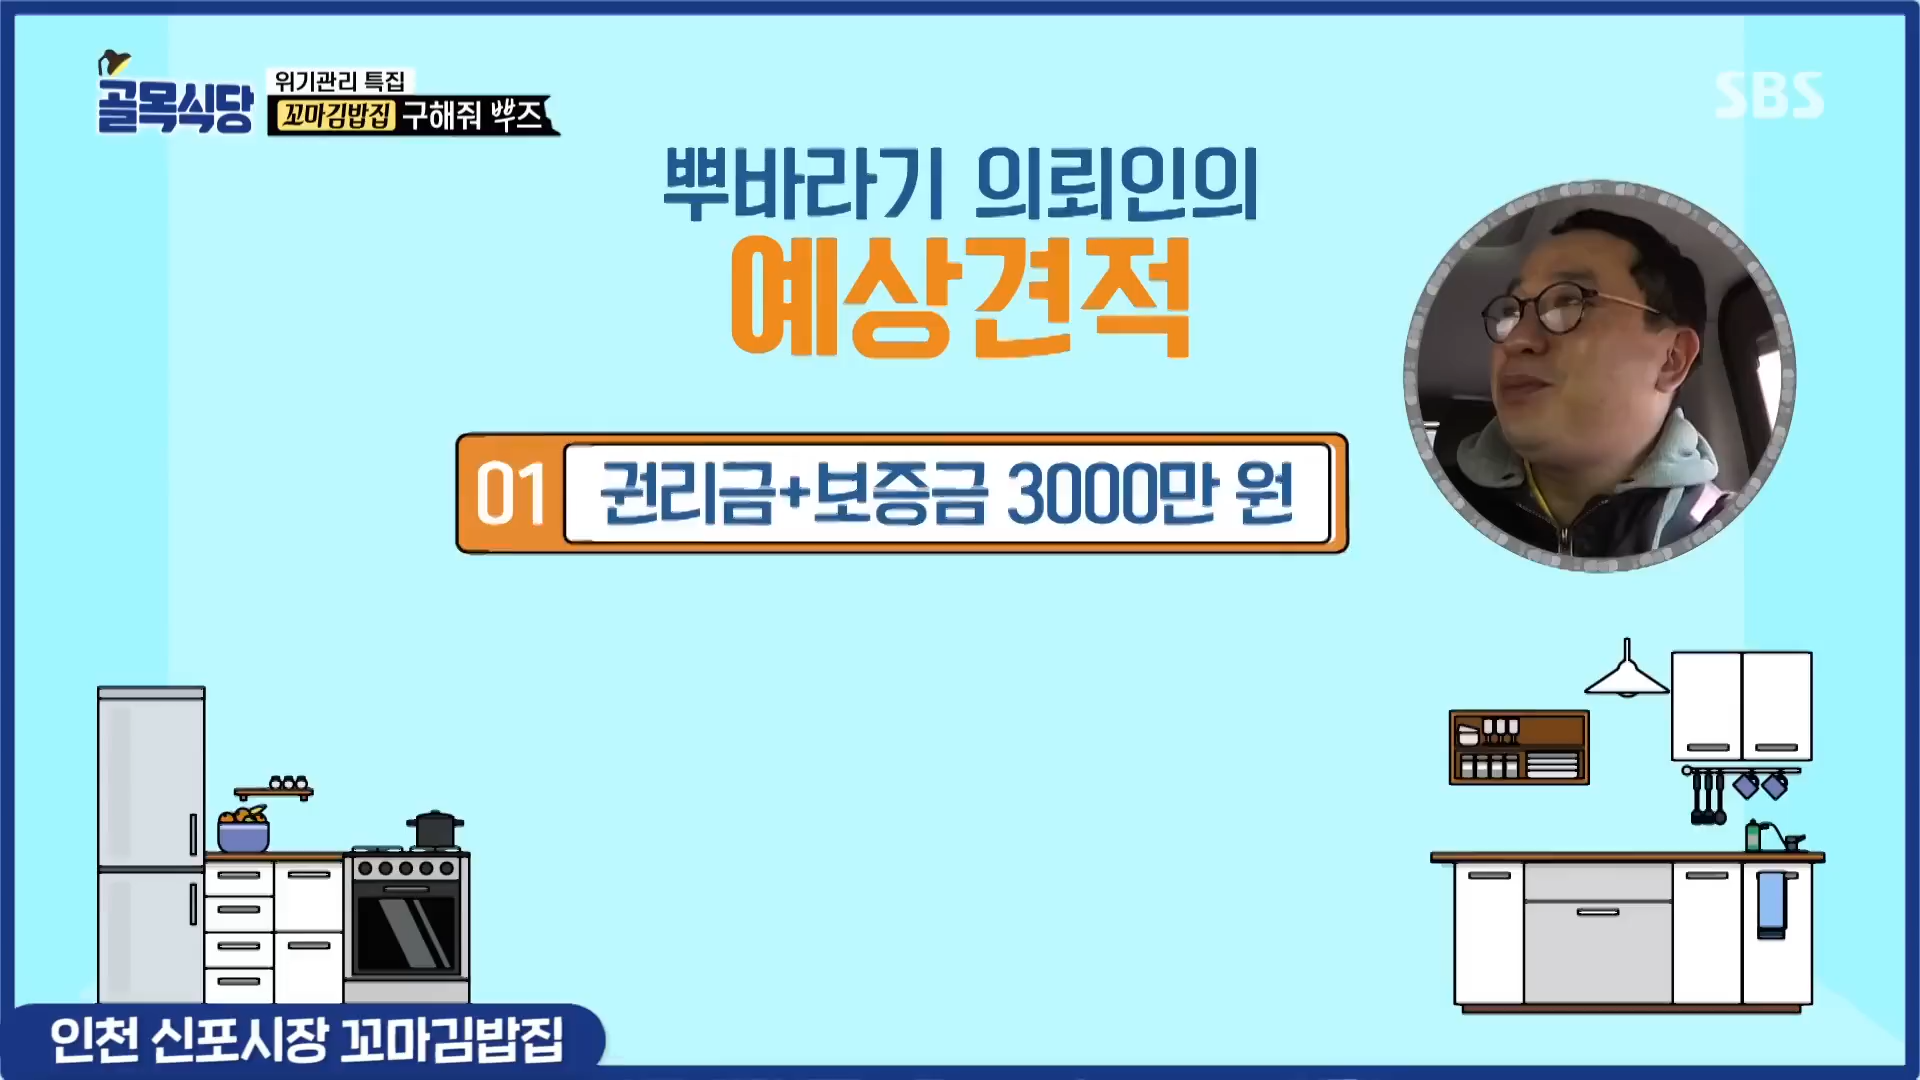 골목식당
위기관리 특집
꼬마김밥집 구해줘 쀼즈
SBS
쀼바라기 의뢰인의
예상견적
01 권리금+보증금 3000만 원
인천 신포시장 꼬마김밥집